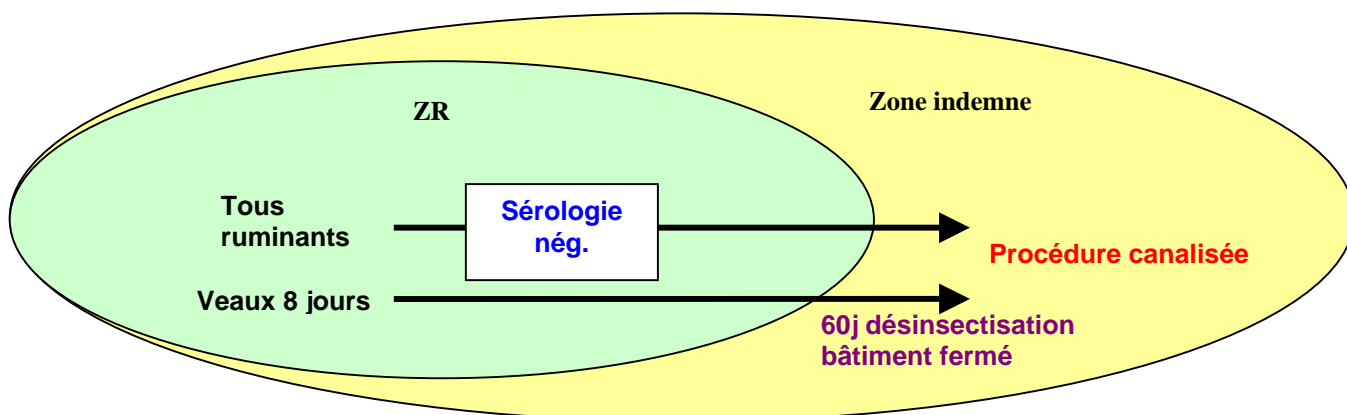 ZR
Zone indemne
Tous
ruminants
Sérologie
nég.
Procédure canalisée
Veaux 8 jours
60j désinsectisation
bâtiment fermé